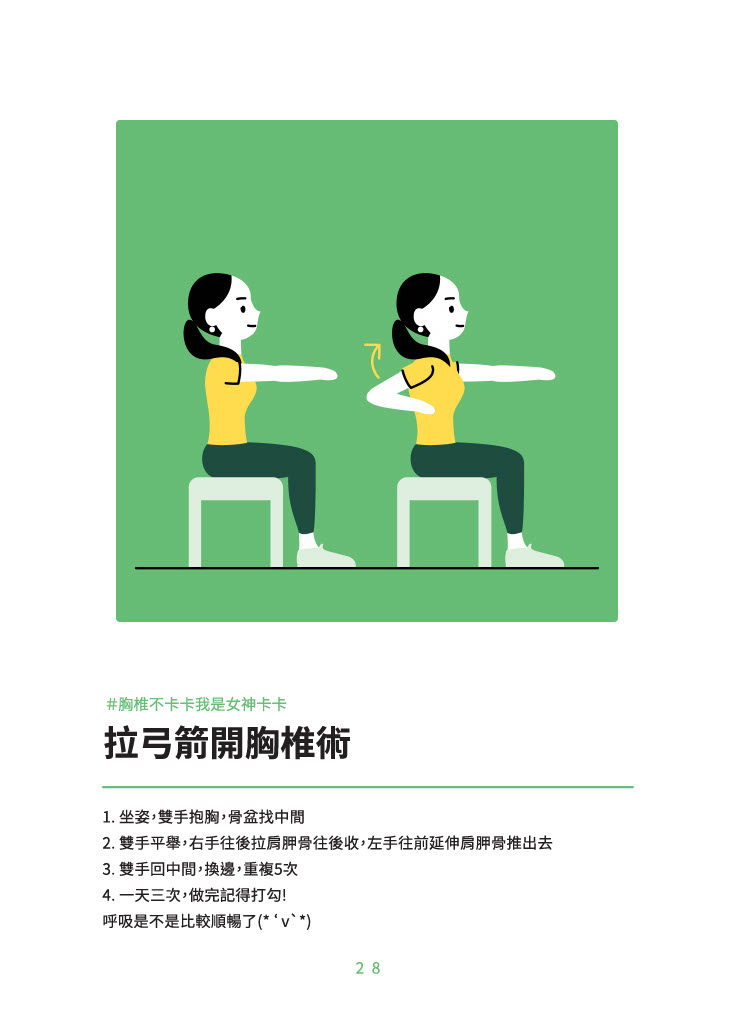 #胸椎不卡卡我是女神卡卡
拉弓箭開胸椎術
1. 坐姿,雙手抱胸,骨盆找中間
2. 雙手平舉,右手往後拉肩胛骨往後收,左手往前延伸肩胛骨推出去
3. 雙手回中間,換邊,重複5次
4. 一天三次,做完記得打勾!
呼吸是不是比較順暢了(*‘v`*)
28